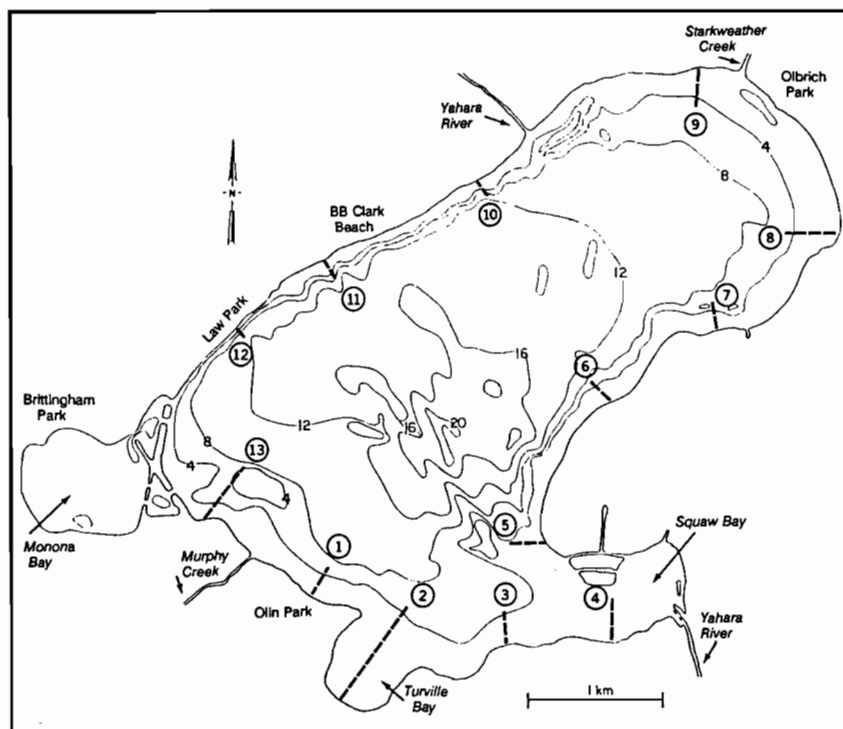 Starkweather
Creek
Olbrich
Park
Yahara
River
9
4
8
N
10
BB Clark
Beach
8
12
11
7
Law Park
16
12
6
Brittingham
Park
12
16
20
8
13
4
4
5
Squaw Bay
Monona
Bay
1
Murphy
Creek
2
3
4
Olin Park
Yahara
River
1 km
Turville
Bay